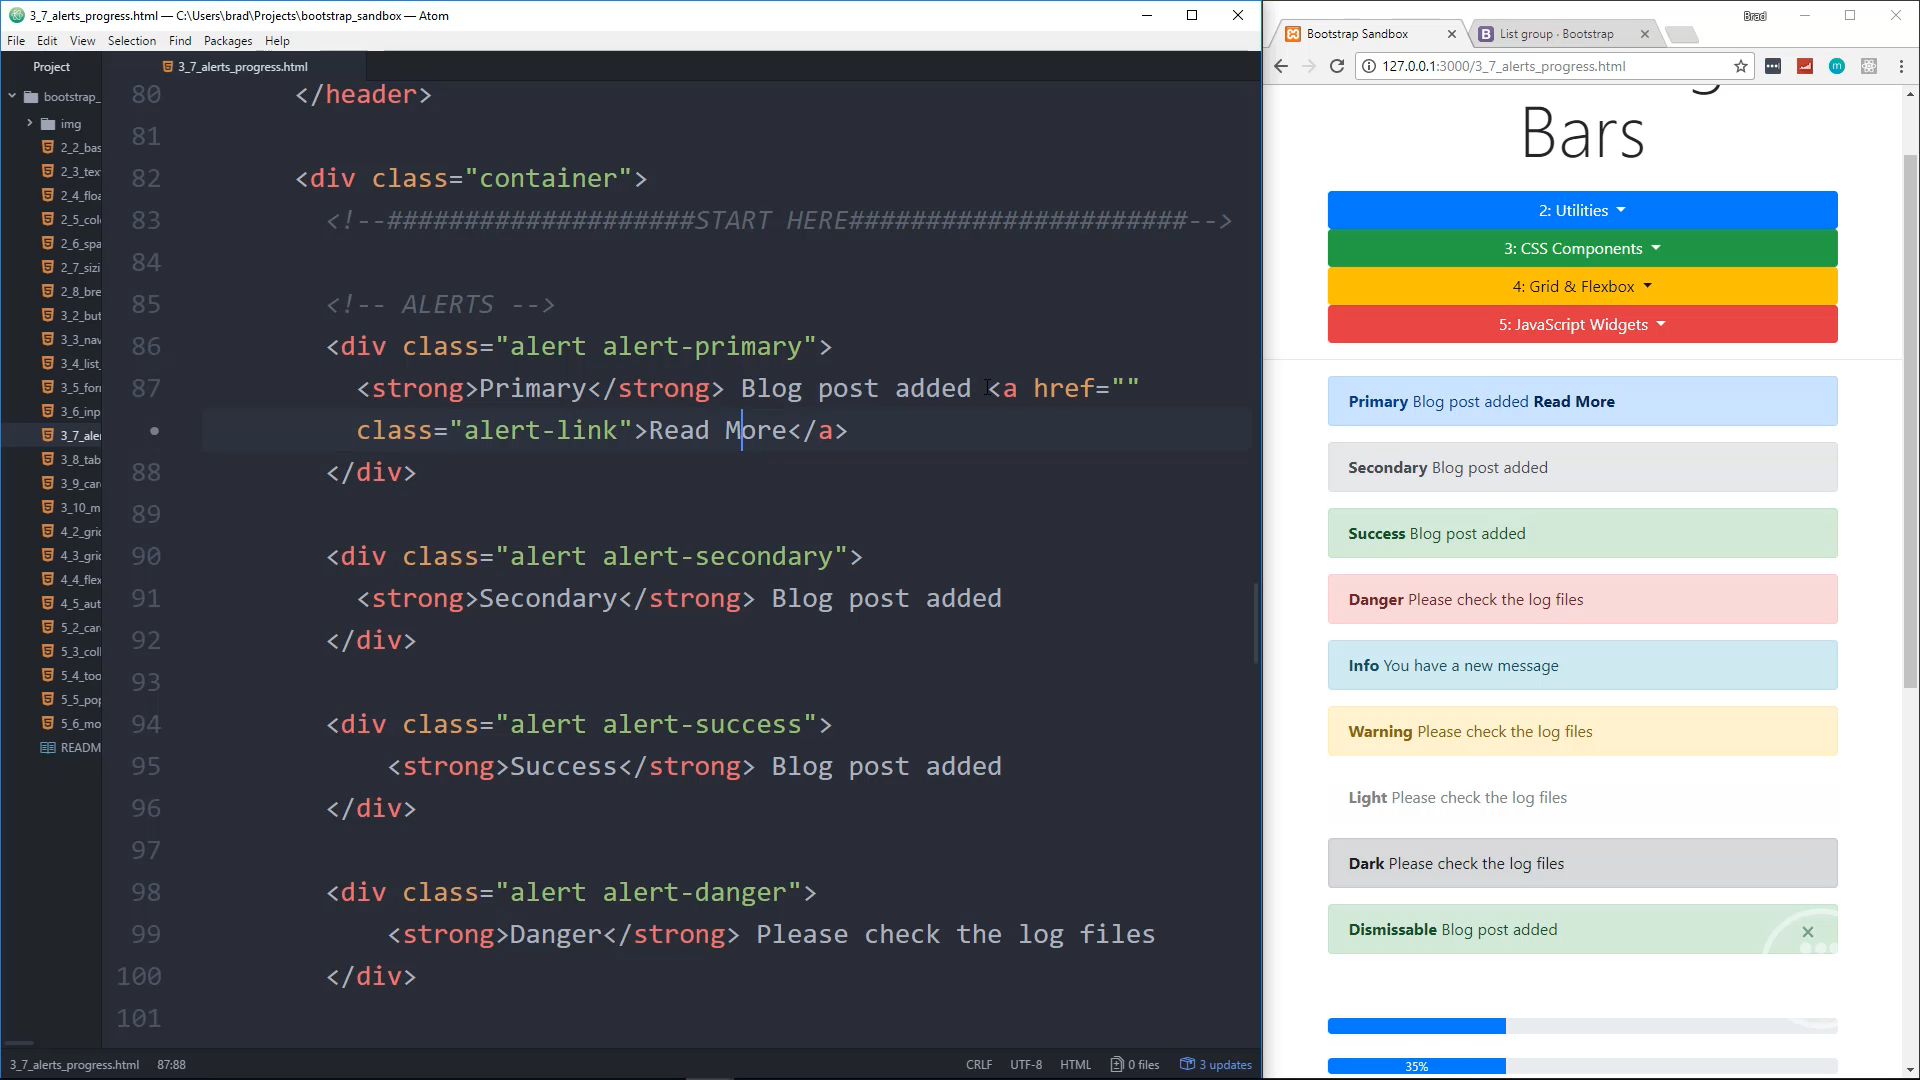 3_7_alerts_progress.html — C:\Users\brad\Projects\bootstrap_sandbox — Atom
File Edit View Selection Find Packages Help
Project
bootstrap_
img
2_2_bas
2_3_tex
2_4_floa
2_5_colo
2_6_spa
2_7_sizi
2_8_bre
3_2_but
3_3_nav
3_4_list_
3_5_forn
3_6_inp
3_7_aler
3_8_tab
3_9_car
3_10_m
4_2_grid
4_3_grid
4_4_flex
4_5_aut
5_2_car
5_3_coll
5_4_too
5_5_pop
5_6_mo
README
3_7_alerts_progress.html
80 </header>
81
82 <div class="container">
83 <!--####################START HERE######################-->
84
85 <!-- ALERTS -->
86 <div class="alert alert-primary">
87 <strong>Primary</strong> Blog post added <a href=""
class="alert-link">Read More</a>
88 </div>
89
90 <div class="alert alert-secondary">
91 <strong>Secondary</strong> Blog post added
92 </div>
93
94 <div class="alert alert-success">
95 <strong>Success</strong> Blog post added
96 </div>
97
98 <div class="alert alert-danger">
99 <strong>Danger</strong> Please check the log files
100 </div>
101
3_7_alerts_progress.html 87:88 CRLF UTF-8 HTML 0 files 3 updates
Brad
Bootstrap Sandbox
List group · Bootstrap
127.0.0.1:3000/3_7_alerts_progress.html
Bars
2: Utilities
3: CSS Components
4: Grid & Flexbox
5: JavaScript Widgets
Primary Blog post added Read More
Secondary Blog post added
Success Blog post added
Danger Please check the log files
Info You have a new message
Warning Please check the log files
Light Please check the log files
Dark Please check the log files
Dismissable Blog post added ×
35%